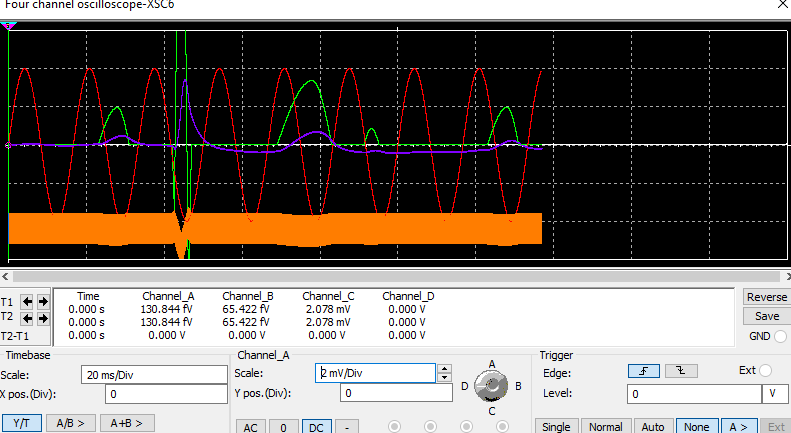 Four channel oscilloscope-XSC6
Time Channel_A Channel_B Channel_C Channel_D
T1 0.000 s 130.844 fV 65.422 fV 2.078 mV 0.000 V
T2 0.000 s 130.844 fV 65.422 fV 2.078 mV 0.000 V
T2-T1 0.000 s 0.000 V 0.000 V 0.000 V 0.000 V
Reverse
Save
GND
Timebase
Scale: 20 ms/Div
X pos.(Div): 0
Y/T A/B > A+B >
Channel_A
Scale: 2 mV/Div
Y pos.(Div): 0
AC 0 DC -
A
D B
C
Trigger
Edge: Ext
Level: 0 V
Single Normal Auto None A > Ext